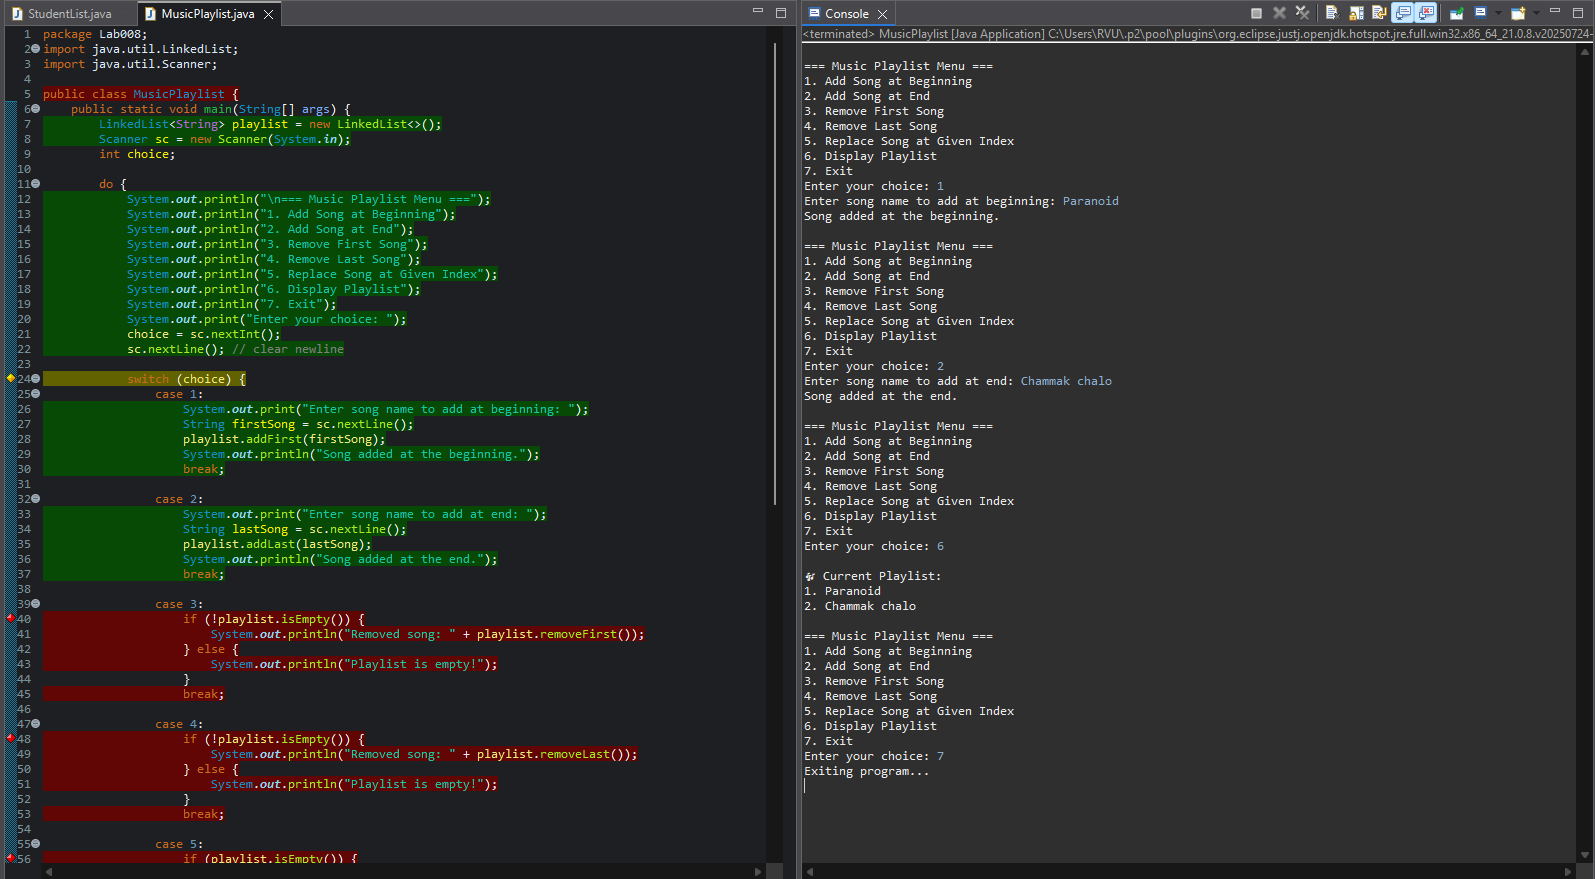 StudentList.java
MusicPlaylist.java
1 package Lab008;
2 import java.util.LinkedList;
3 import java.util.Scanner;
4
5 public class MusicPlaylist {
6 public static void main(String[] args) {
7 LinkedList<String> playlist = new LinkedList<>();
8 Scanner sc = new Scanner(System.in);
9 int choice;
10
11 do {
12 System.out.println("\n=== Music Playlist Menu ===");
13 System.out.println("1. Add Song at Beginning");
14 System.out.println("2. Add Song at End");
15 System.out.println("3. Remove First Song");
16 System.out.println("4. Remove Last Song");
17 System.out.println("5. Replace Song at Given Index");
18 System.out.println("6. Display Playlist");
19 System.out.println("7. Exit");
20 System.out.print("Enter your choice: ");
21 choice = sc.nextInt();
22 sc.nextLine(); // clear newline
23
24 switch (choice) {
25 case 1:
26 System.out.print("Enter song name to add at beginning: ");
27 String firstSong = sc.nextLine();
28 playlist.addFirst(firstSong);
29 System.out.println("Song added at the beginning.");
30 break;
31
32 case 2:
33 System.out.print("Enter song name to add at end: ");
34 String lastSong = sc.nextLine();
35 playlist.addLast(lastSong);
36 System.out.println("Song added at the end.");
37 break;
38
39 case 3:
40 if (!playlist.isEmpty()) {
41 System.out.println("Removed song: " + playlist.removeFirst());
42 } else {
43 System.out.println("Playlist is empty!");
44 }
45 break;
46
47 case 4:
48 if (!playlist.isEmpty()) {
49 System.out.println("Removed song: " + playlist.removeLast());
50 } else {
51 System.out.println("Playlist is empty!");
52 }
53 break;
54
55 case 5:
56 if (playlist.isEmpty()) {
Console
<terminated> MusicPlaylist [Java Application] C:\Users\RVU\.p2\pool\plugins\org.eclipse.justj.openjdk.hotspot.jre.full.win32.x86_64_21.0.8.v20250724-
=== Music Playlist Menu ===
1. Add Song at Beginning
2. Add Song at End
3. Remove First Song
4. Remove Last Song
5. Replace Song at Given Index
6. Display Playlist
7. Exit
Enter your choice: 1
Enter song name to add at beginning: Paranoid
Song added at the beginning.
=== Music Playlist Menu ===
1. Add Song at Beginning
2. Add Song at End
3. Remove First Song
4. Remove Last Song
5. Replace Song at Given Index
6. Display Playlist
7. Exit
Enter your choice: 2
Enter song name to add at end: Chammak chalo
Song added at the end.
=== Music Playlist Menu ===
1. Add Song at Beginning
2. Add Song at End
3. Remove First Song
4. Remove Last Song
5. Replace Song at Given Index
6. Display Playlist
7. Exit
Enter your choice: 6
🎶 Current Playlist:
1. Paranoid
2. Chammak chalo
=== Music Playlist Menu ===
1. Add Song at Beginning
2. Add Song at End
3. Remove First Song
4. Remove Last Song
5. Replace Song at Given Index
6. Display Playlist
7. Exit
Enter your choice: 7
Exiting program...